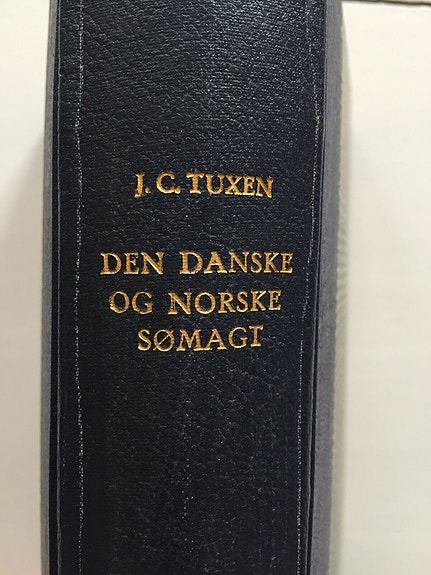 J. C. TUXEN
DEN DANSKE
OG NORSKE
SØMAGT